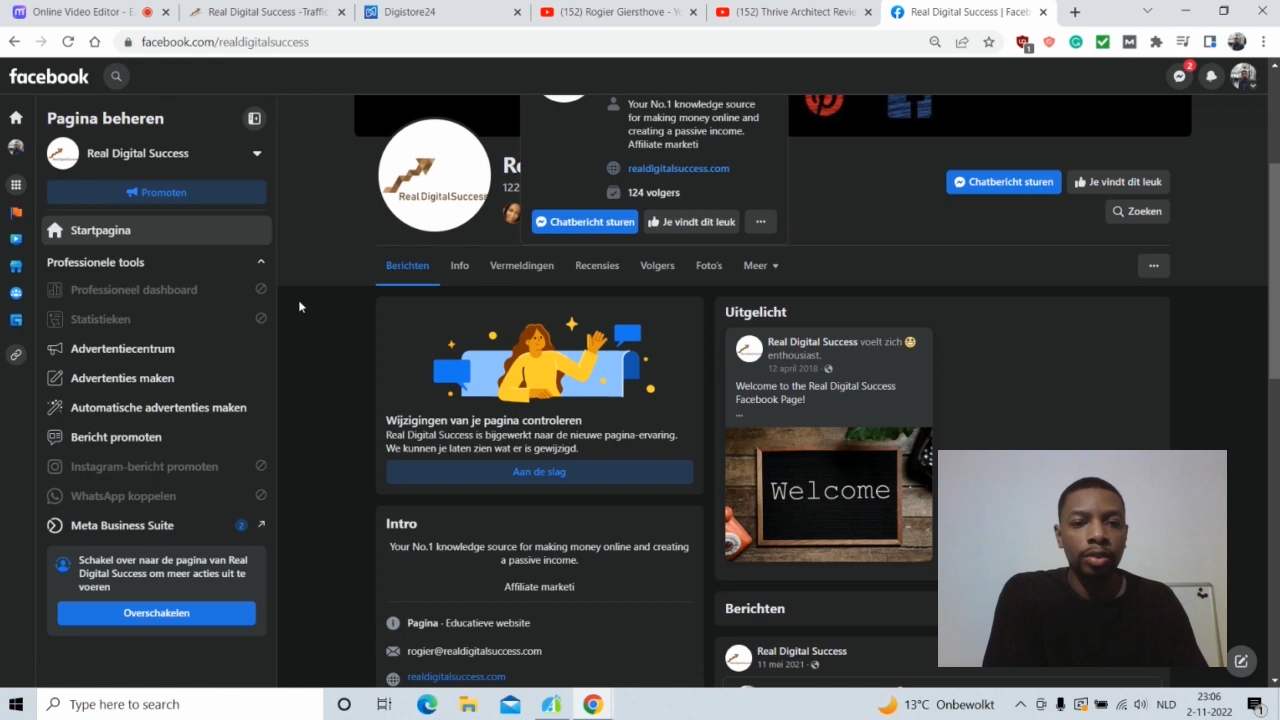 Online Video Editor - E
Real Digital Success -Traffic
Digistore24
(152) Rogier Giersthove - Yo
(152) Thrive Architect Revie
Real Digital Success | Faceb
facebook.com/realdigitalsuccess
1
facebook
2
Pagina beheren
Real Digital Success
Promoten
Startpagina
Professionele tools
Professioneel dashboard
Statistieken
Advertentiecentrum
Advertenties maken
Automatische advertenties maken
Bericht promoten
Instagram-bericht promoten
WhatsApp koppelen
Meta Business Suite
2
Schakel over naar de pagina van Real
Digital Success om meer acties uit te
voeren
Overschakelen
Real DigitalSuccess
122
Your No.1 knowledge source
for making money online and
creating a passive income.
Affiliate marketi
realdigitalsuccess.com
124 volgers
Chatbericht sturen
Je vindt dit leuk
Chatbericht sturen
Je vindt dit leuk
Zoeken
Berichten
Info
Vermeldingen
Recensies
Volgers
Foto's
Meer
Wijzigingen van je pagina controleren
Real Digital Success is bijgewerkt naar de nieuwe pagina-ervaring.
We kunnen je laten zien wat er is gewijzigd.
Aan de slag
Intro
Your No.1 knowledge source for making money online and creating
a passive income.
Affiliate marketi
Pagina · Educatieve website
rogier@realdigitalsuccess.com
realdigitalsuccess.com
Uitgelicht
Real Digital Success voelt zich
enthousiast.
12 april 2018 ·
Welcome to the Real Digital Success
Facebook Page!
...
Welcome
Berichten
Real Digital Success
11 mei 2021 ·
Type here to search
13°C Onbewolkt
NLD
23:06
2-11-2022
1